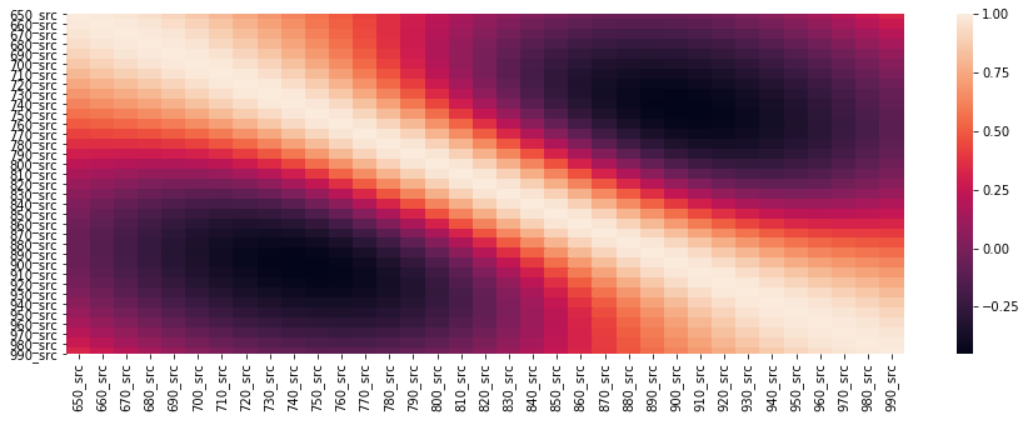 650_src
660_src
670_src
680_src
690_src
700_src
710_src
720_src
730_src
740_src
750_src
760_src
770_src
780_src
790_src
800_src
810_src
820_src
830_src
840_src
850_src
860_src
870_src
880_src
890_src
900_src
910_src
920_src
930_src
940_src
950_src
960_src
970_src
980_src
990_src
1.00
0.75
0.50
0.25
0.00
−0.25
650_src 660_src 670_src 680_src 690_src 700_src 710_src 720_src 730_src 740_src 750_src 760_src 770_src 780_src 790_src 800_src 810_src 820_src 830_src 840_src 850_src 860_src 870_src 880_src 890_src 900_src 910_src 920_src 930_src 940_src 950_src 960_src 970_src 980_src 990_src